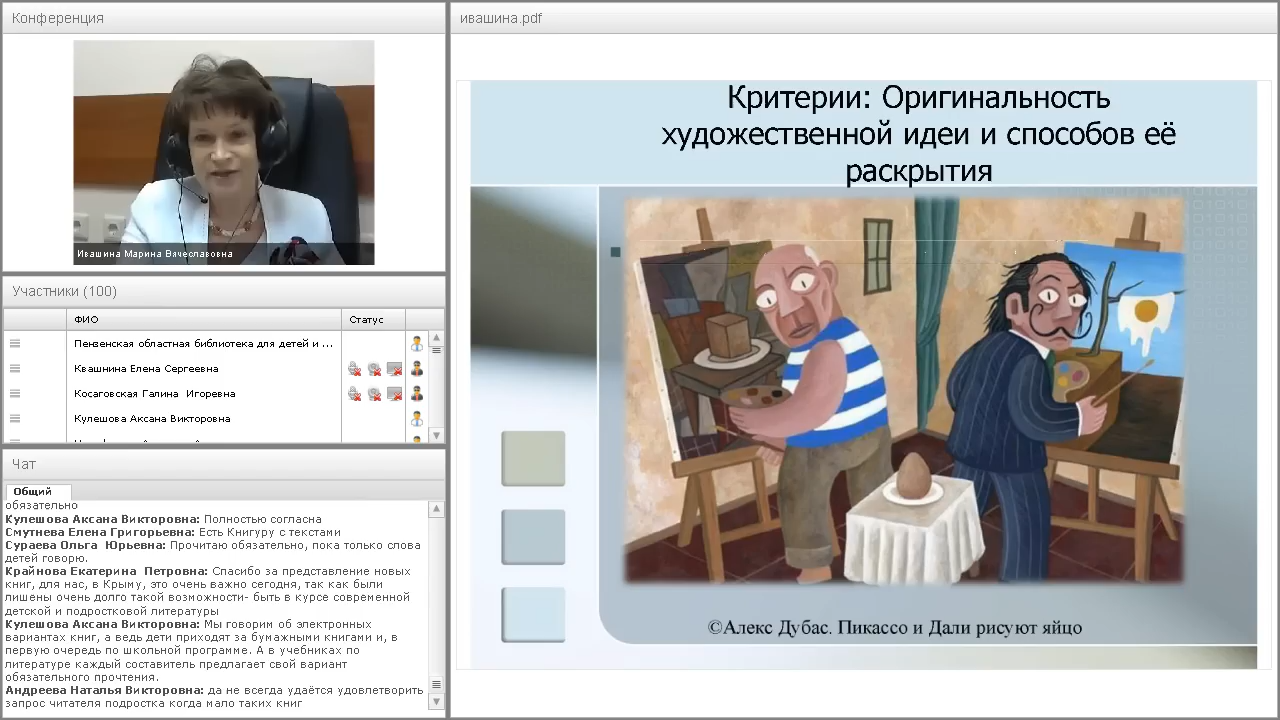 Конференция
Ивашина Марина Вячеславовна
Участники (100)
ФИО
Статус
Пензенская областная библиотека для детей и ...
Квашнина Елена Сергеевна
Косаговская Галина Игоревна
Кулешова Аксана Викторовна
Чат
Общий
обязательно
Кулешова Аксана Викторовна: Полностью согласна
Смутнева Елена Григорьевна: Есть Книгуру с текстами
Сураева Ольга Юрьевна: Прочитаю обязательно, пока только слова
детей говорю.
Крайнова Екатерина Петровна: Спасибо за представление новых
книг, для нас, в Крыму, это очень важно сегодня, так как были
лишены очень долго такой возможности- быть в курсе современной
детской и подростковой литературы
Кулешова Аксана Викторовна: Мы говорим об электронных
вариантах книг, а ведь дети приходят за бумажными книгами и, в
первую очередь по школьной программе. А в учебниках по
литературе каждый составитель предлагает свой вариант
обязательного прочтения.
Андреева Наталья Викторовна: да не всегда удаётся удовлетворить
запрос читателя подростка когда мало таких книг
ивашина.pdf
Критерии: Оригинальность
художественной идеи и способов её
раскрытия
©Алекс Дубас. Пикассо и Дали рисуют яйцо